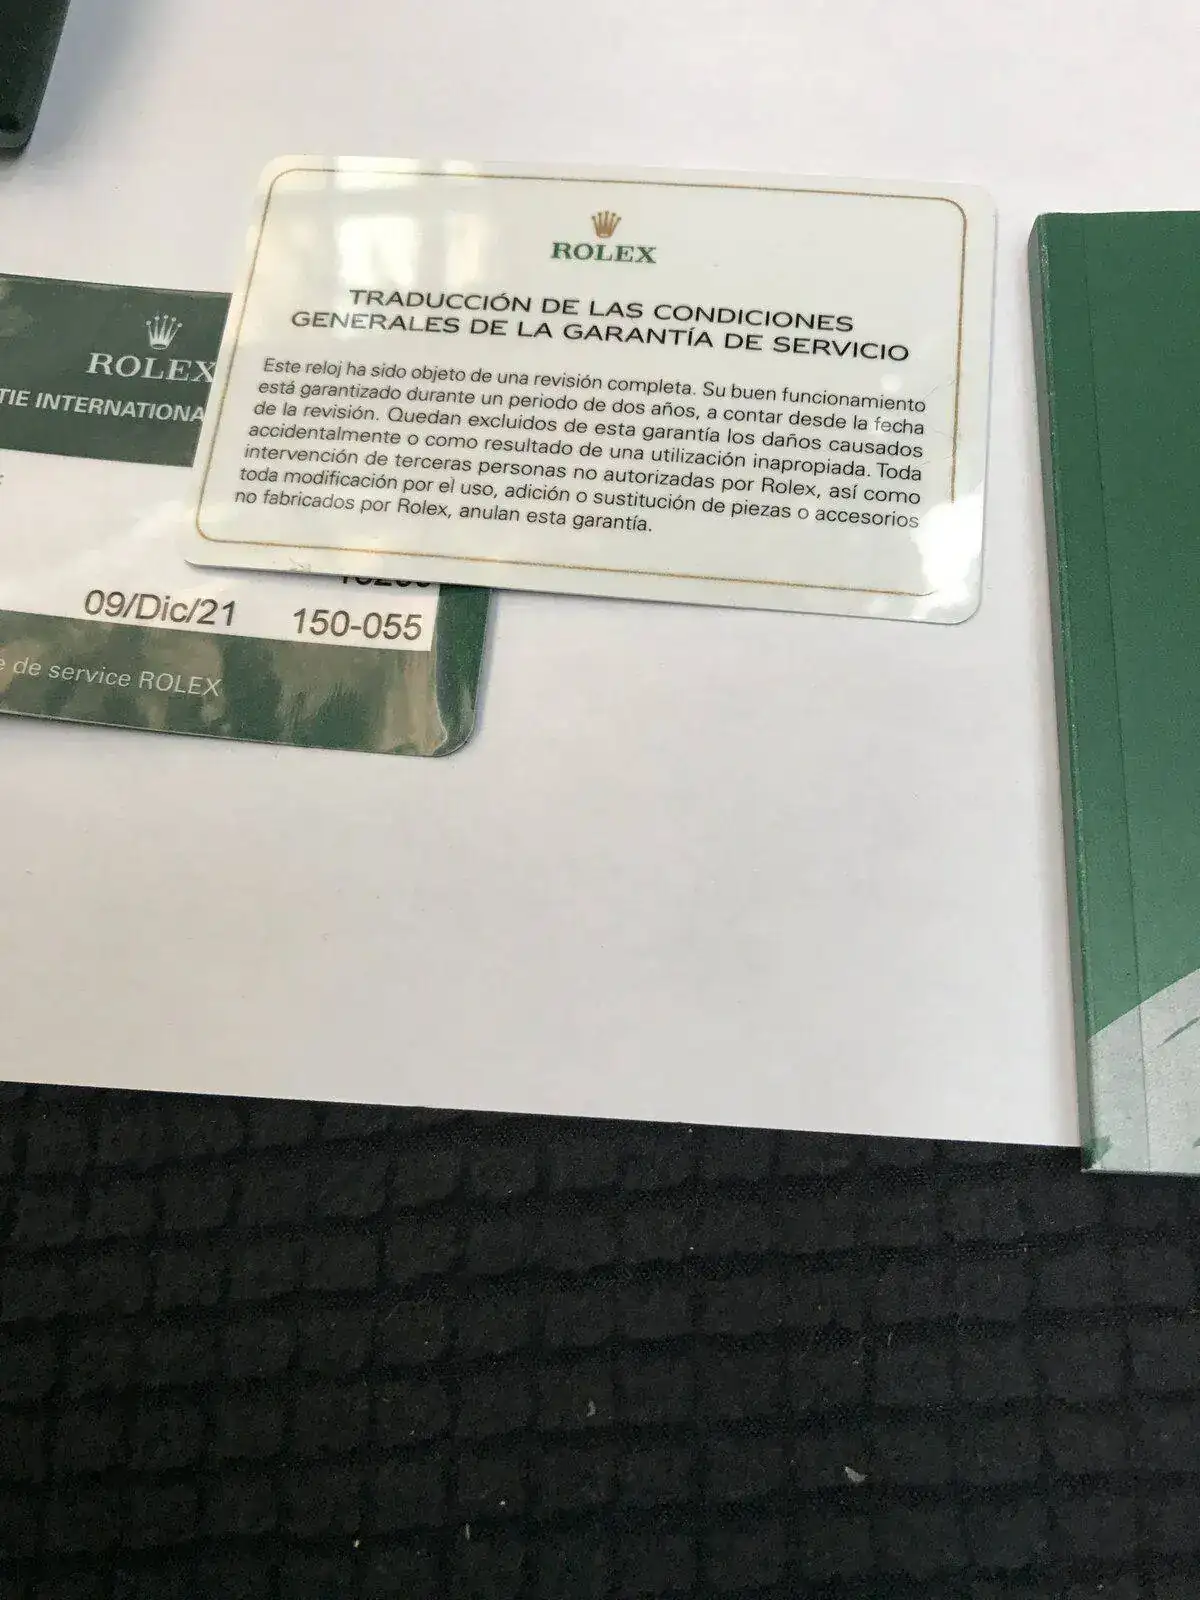 ROLEX
TRADUCCIÓN DE LAS CONDICIONES
GENERALES DE LA GARANTÍA DE SERVICIO
Este reloj ha sido objeto de una revisión completa. Su buen funcionamiento
está garantizado durante un periodo de dos años, a contar desde la fecha
de la revisión. Quedan excluidos de esta garantía los daños causados
accidentalmente o como resultado de una utilización inapropiada. Toda
intervención de terceras personas no autorizadas por Rolex, así como
toda modificación por el uso, adición o sustitución de piezas o accesorios
no fabricados por Rolex, anulan esta garantía.
ROLEX
INTERNATIONA
09/Dic/21 150-055
de service ROLEX